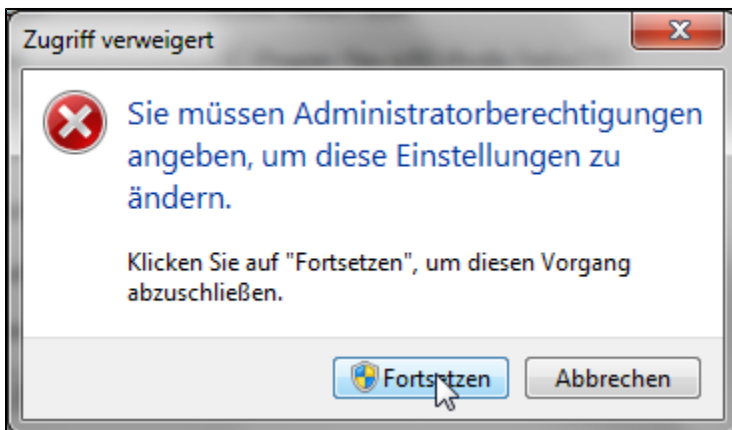 Zugriff verweigert
Sie müssen Administratorberechtigungen
angeben, um diese Einstellungen zu
ändern.
Klicken Sie auf "Fortsetzen", um diesen Vorgang
abzuschließen.
Fortsetzen Abbrechen